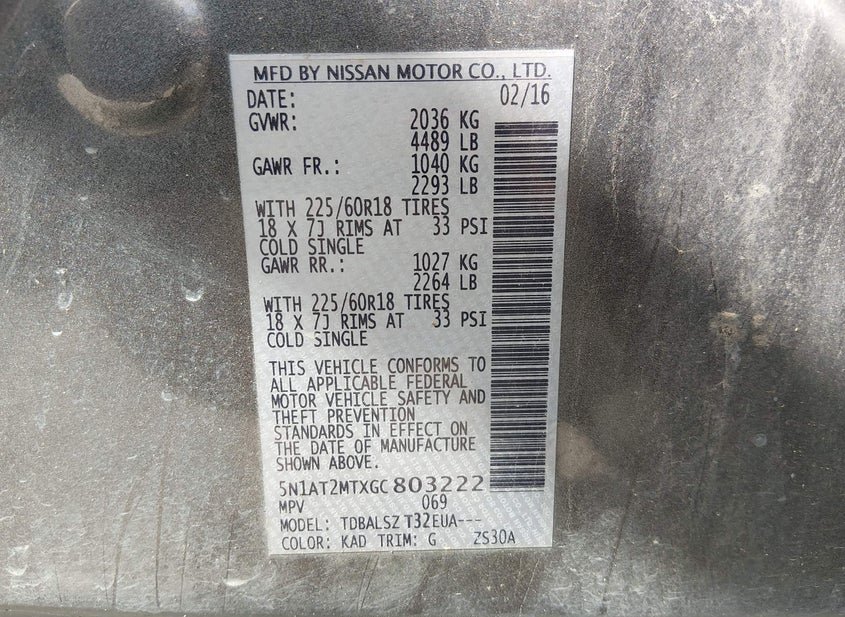 MFD BY NISSAN MOTOR CO., LTD.
DATE: 02/16
GVWR: 2036 KG
4489 LB
GAWR FR.: 1040 KG
2293 LB
WITH 225/60R18 TIRES
18 X 7J RIMS AT 33 PSI
COLD SINGLE
GAWR RR.: 1027 KG
2264 LB
WITH 225/60R18 TIRES
18 X 7J RIMS AT 33 PSI
COLD SINGLE
THIS VEHICLE CONFORMS TO
ALL APPLICABLE FEDERAL
MOTOR VEHICLE SAFETY AND
THEFT PREVENTION
STANDARDS IN EFFECT ON
THE DATE OF MANUFACTURE
SHOWN ABOVE.
5N1AT2MTXGC803222
MPV 069
MODEL: TDBALSZ T32EUA---
COLOR: KAD TRIM: G ZS30A